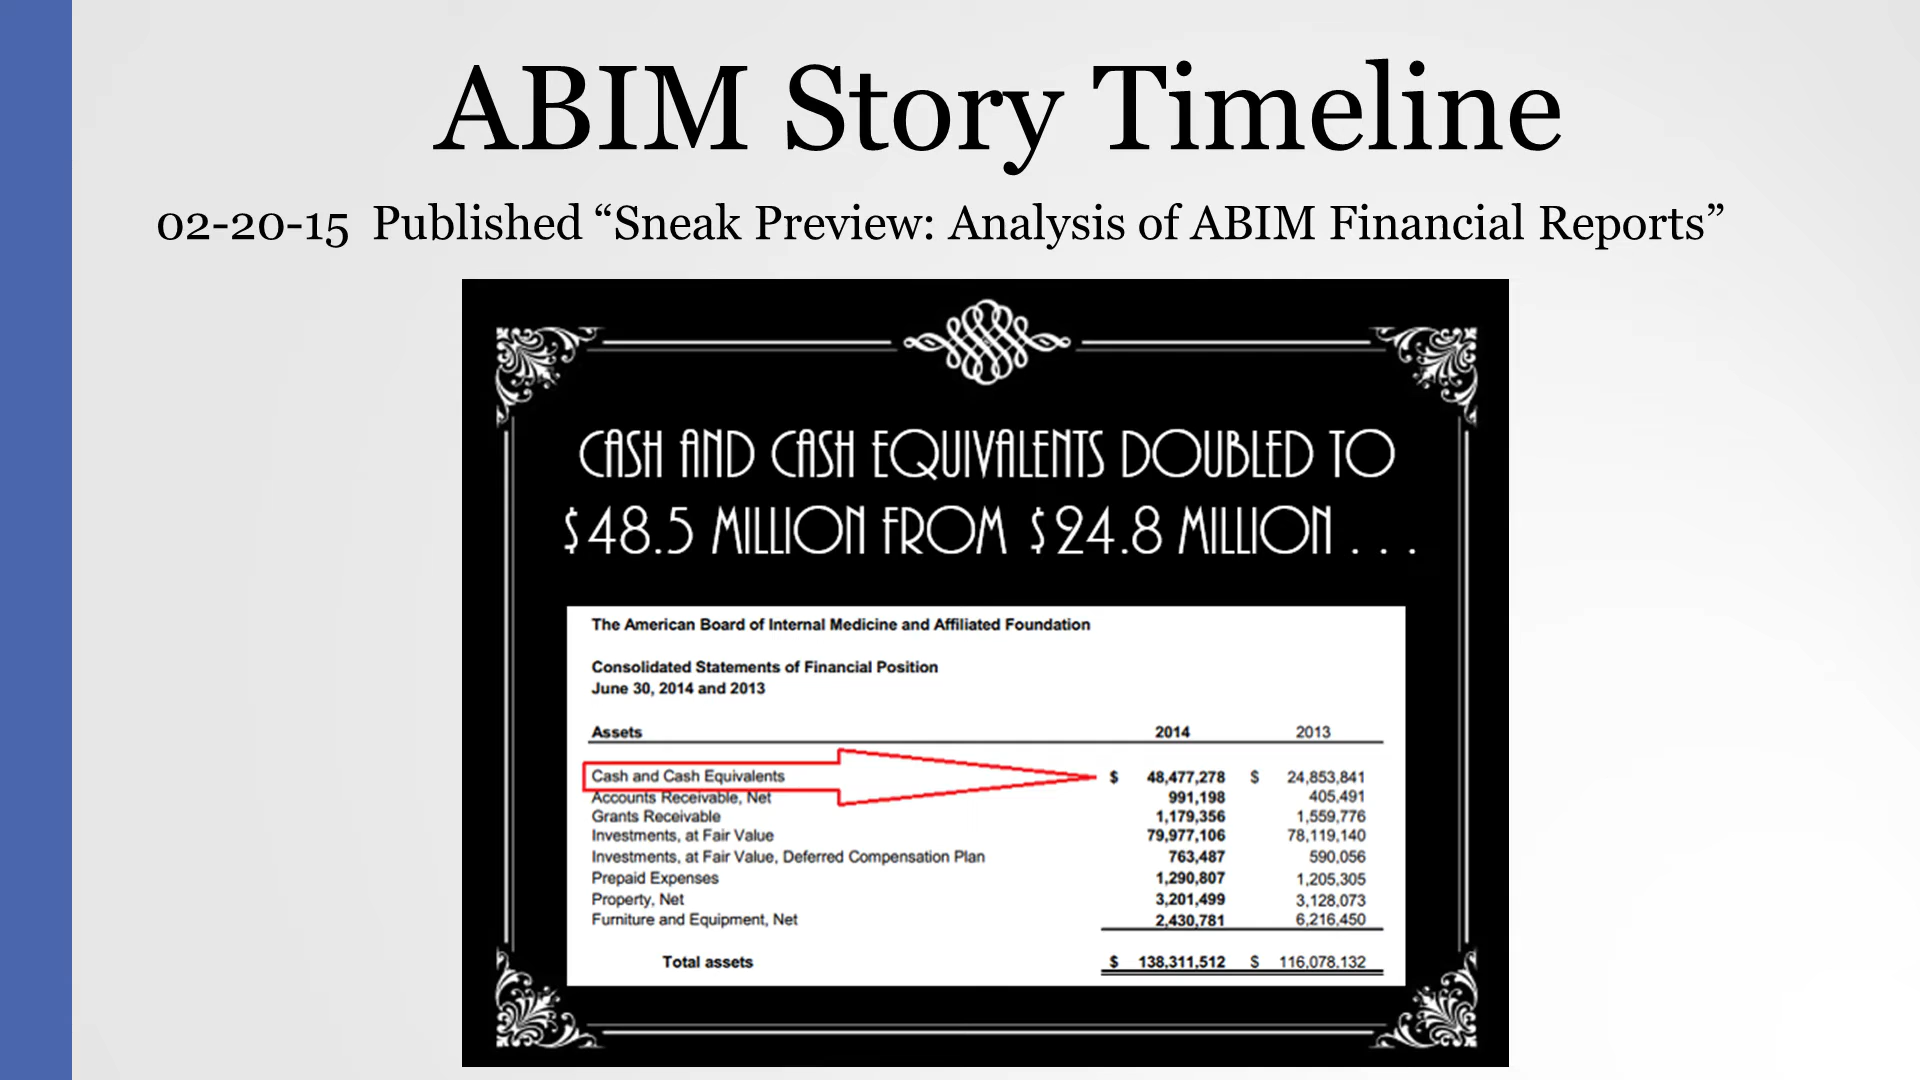 ABIM Story Timeline
02-20-15 Published “Sneak Preview: Analysis of ABIM Financial Reports”
CASH AND CASH EQUIVALENTS DOUBLED TO
$48.5 MILLION FROM $24.8 MILLION . . .
The American Board of Internal Medicine and Affiliated Foundation
Consolidated Statements of Financial Position
June 30, 2014 and 2013
Assets 2014 2013
Cash and Cash Equivalents $ 48,477,278 $ 24,853,841
Accounts Receivable, Net 991,198 405,491
Grants Receivable 1,179,356 1,559,776
Investments, at Fair Value 79,977,106 78,119,140
Investments, at Fair Value, Deferred Compensation Plan 763,487 590,056
Prepaid Expenses 1,290,807 1,205,305
Property, Net 3,201,499 3,128,073
Furniture and Equipment, Net 2,430,781 6,216,450
Total assets $ 138,311,512 $ 116,078,132